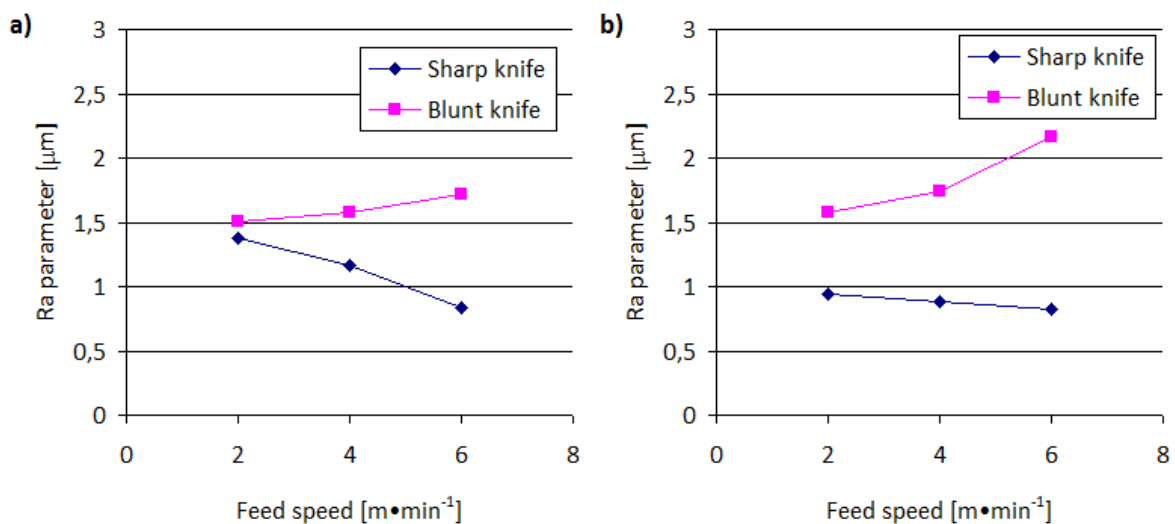 a)
3
2,5
2
1,5
1
0,5
0
Ra parameter [μm]
Sharp knife
Blunt knife
0 2 4 6 8
Feed speed [m•min⁻¹]
b)
3
2,5
2
1,5
1
0,5
0
Ra parameter [μm]
Sharp knife
Blunt knife
0 2 4 6 8
Feed speed [m•min⁻¹]